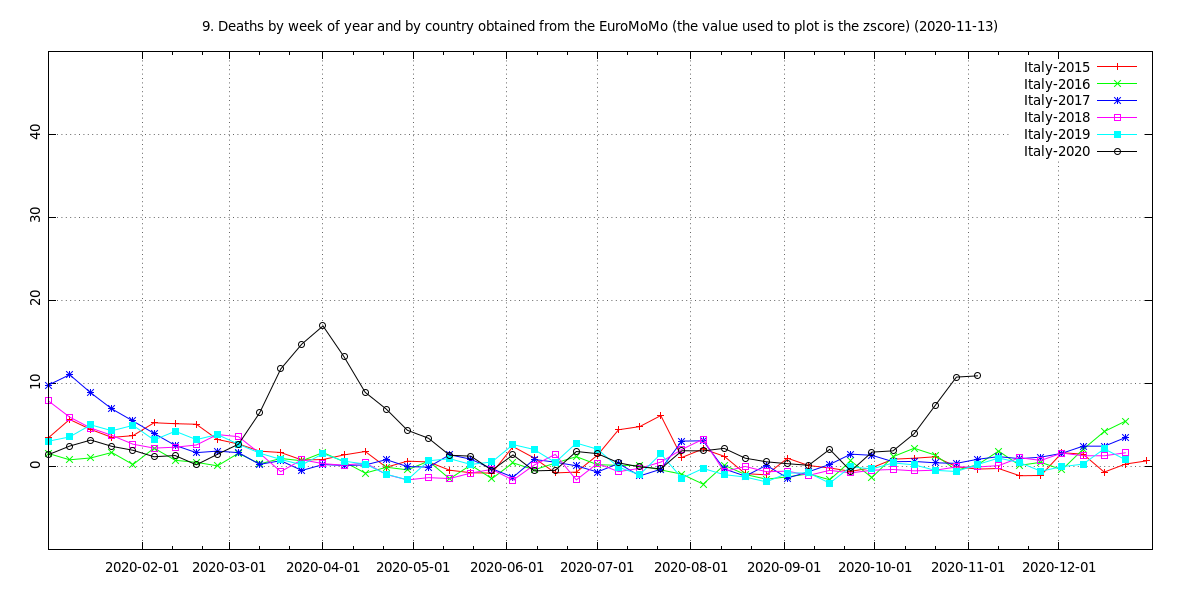 9. Deaths by week of year and by country obtained from the EuroMoMo (the value used to plot is the zscore) (2020-11-13)
Italy-2015
Italy-2016
Italy-2017
Italy-2018
Italy-2019
Italy-2020
40
30
20
10
0
2020-02-01 2020-03-01 2020-04-01 2020-05-01 2020-06-01 2020-07-01 2020-08-01 2020-09-01 2020-10-01 2020-11-01 2020-12-01